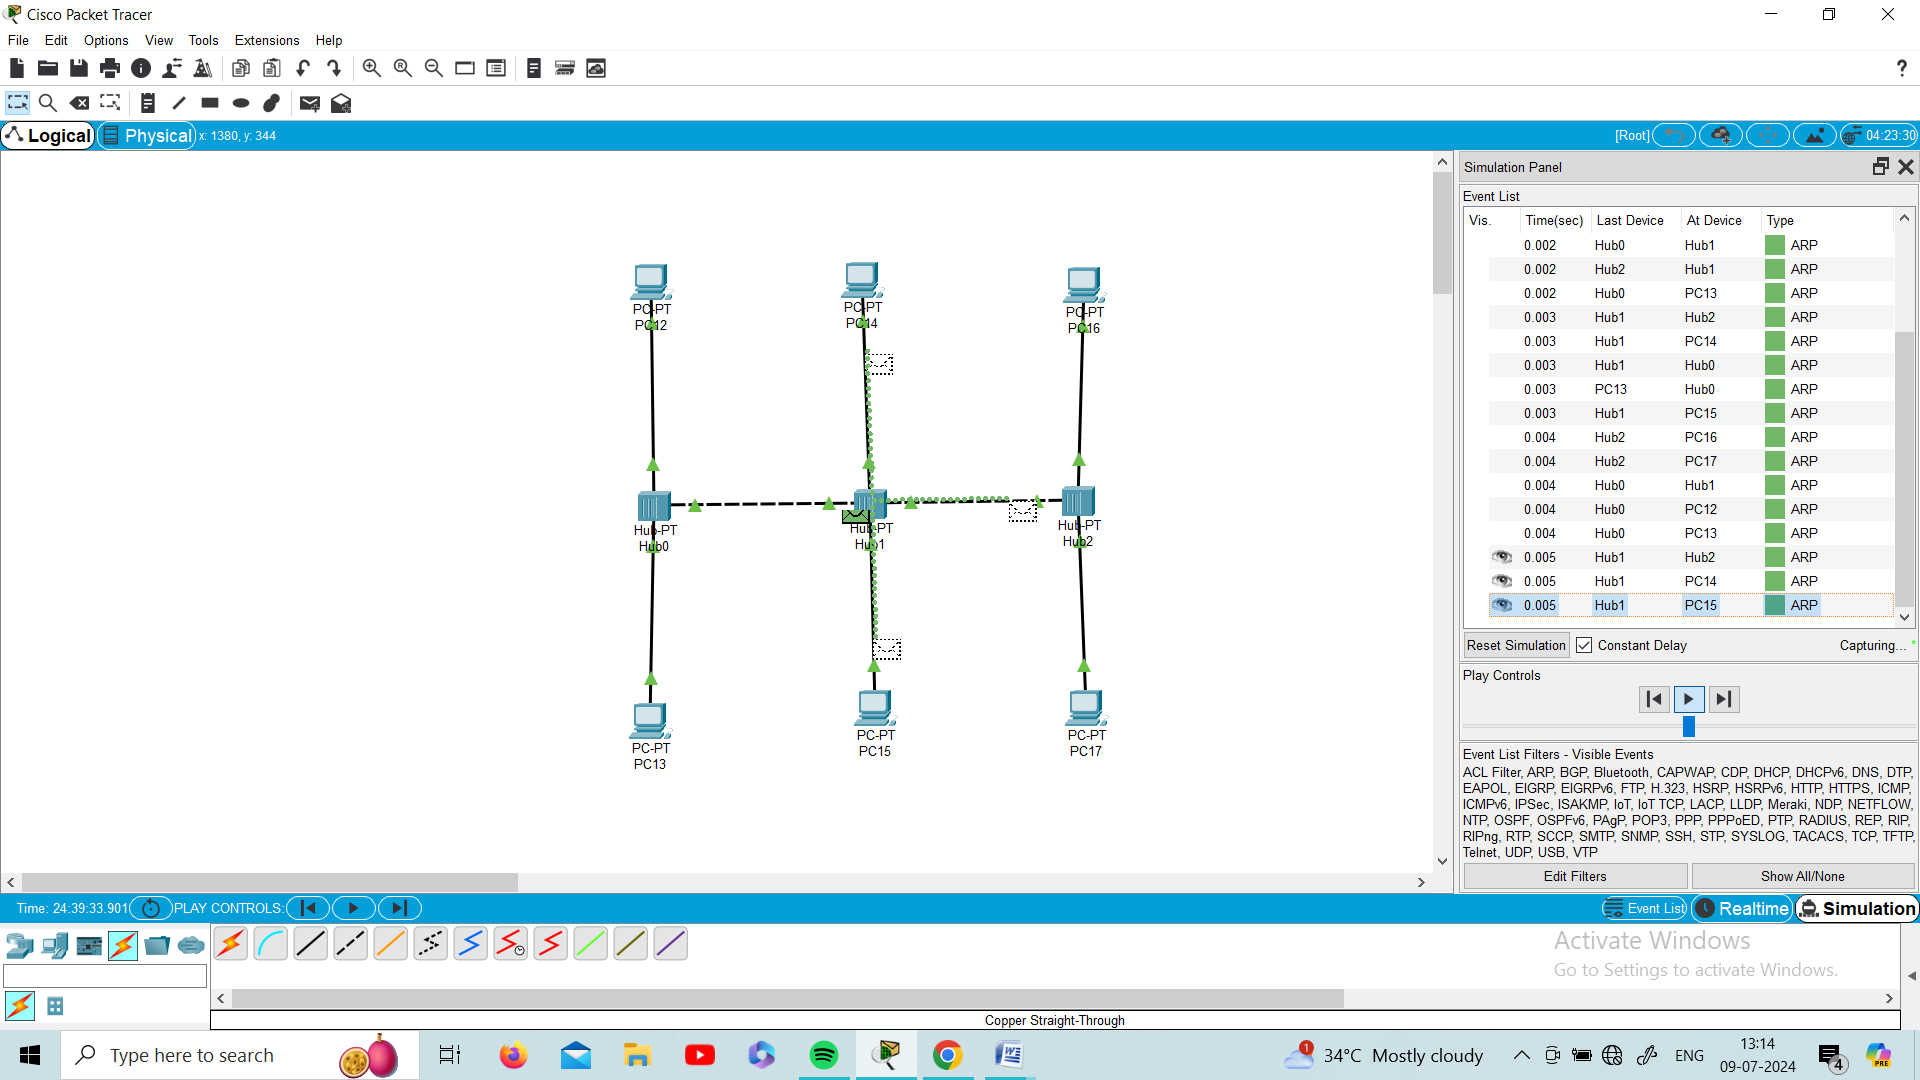 Cisco Packet Tracer
File Edit Options View Tools Extensions Help
?
Logical Physical x: 1380, y: 344 [Root] 04:23:30
Simulation Panel
Event List
Vis. Time(sec) Last Device At Device Type
0.002 Hub0 Hub1 ARP
0.002 Hub2 Hub1 ARP
0.002 Hub0 PC13 ARP
0.003 Hub1 Hub2 ARP
0.003 Hub1 PC14 ARP
0.003 Hub1 Hub0 ARP
0.003 PC13 Hub0 ARP
0.003 Hub1 PC15 ARP
0.004 Hub2 PC16 ARP
0.004 Hub2 PC17 ARP
0.004 Hub0 Hub1 ARP
0.004 Hub0 PC12 ARP
0.004 Hub0 PC13 ARP
0.005 Hub1 Hub2 ARP
0.005 Hub1 PC14 ARP
0.005 Hub1 PC15 ARP
Reset Simulation Constant Delay Capturing... *
Play Controls
Event List Filters - Visible Events
ACL Filter, ARP, BGP, Bluetooth, CAPWAP, CDP, DHCP, DHCPv6, DNS, DTP,
EAPOL, EIGRP, EIGRPv6, FTP, H.323, HSRP, HSRPv6, HTTP, HTTPS, ICMP,
ICMPv6, IPSec, ISAKMP, IoT, IoT TCP, LACP, LLDP, Meraki, NDP, NETFLOW,
NTP, OSPF, OSPFv6, PAgP, POP3, PPP, PPPoED, PTP, RADIUS, REP, RIP,
RIPng, RTP, SCCP, SMTP, SNMP, SSH, STP, SYSLOG, TACACS, TCP, TFTP,
Telnet, UDP, USB, VTP
Edit Filters Show All/None
PC-PT
PC12
PC-PT
PC14
PC-PT
PC16
Hub-PT
Hub0
Hub-PT
Hub1
Hub-PT
Hub2
PC-PT
PC13
PC-PT
PC15
PC-PT
PC17
Time: 24:39:33.901 PLAY CONTROLS: Event List Realtime Simulation
Activate Windows
Go to Settings to activate Windows.
Copper Straight-Through
Type here to search
1
34°C Mostly cloudy
ENG
13:14
09-07-2024
4
PRE